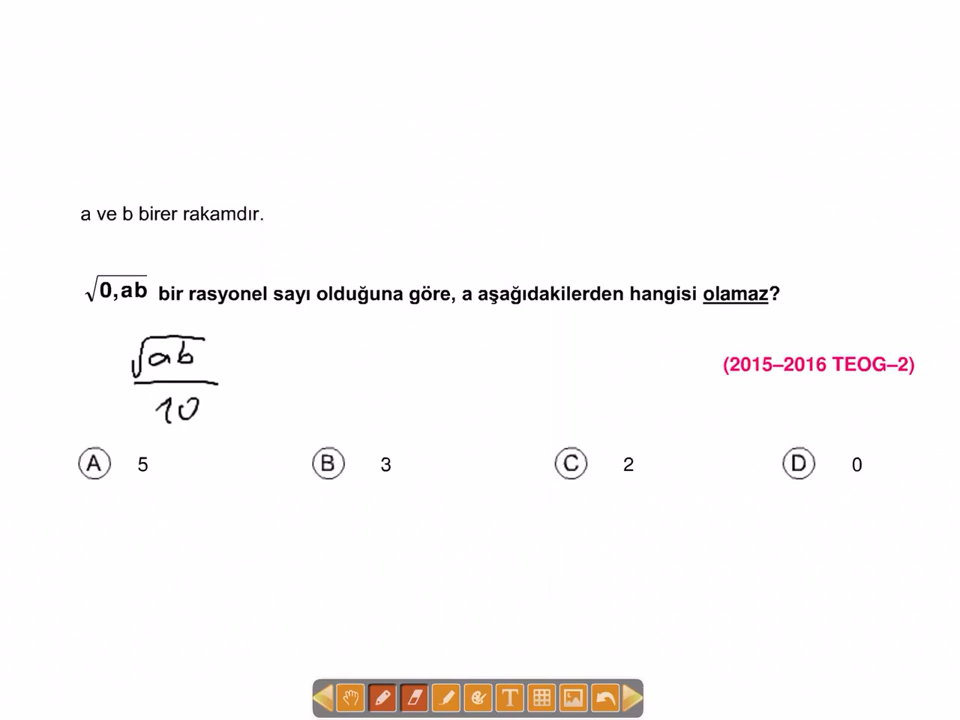 a ve b birer rakamdır.
√0,ab bir rasyonel sayı olduğuna göre, a aşağıdakilerden hangisi olamaz?
√ab
10
(2015–2016 TEOG–2)
A 5 B 3 C 2 D 0
T